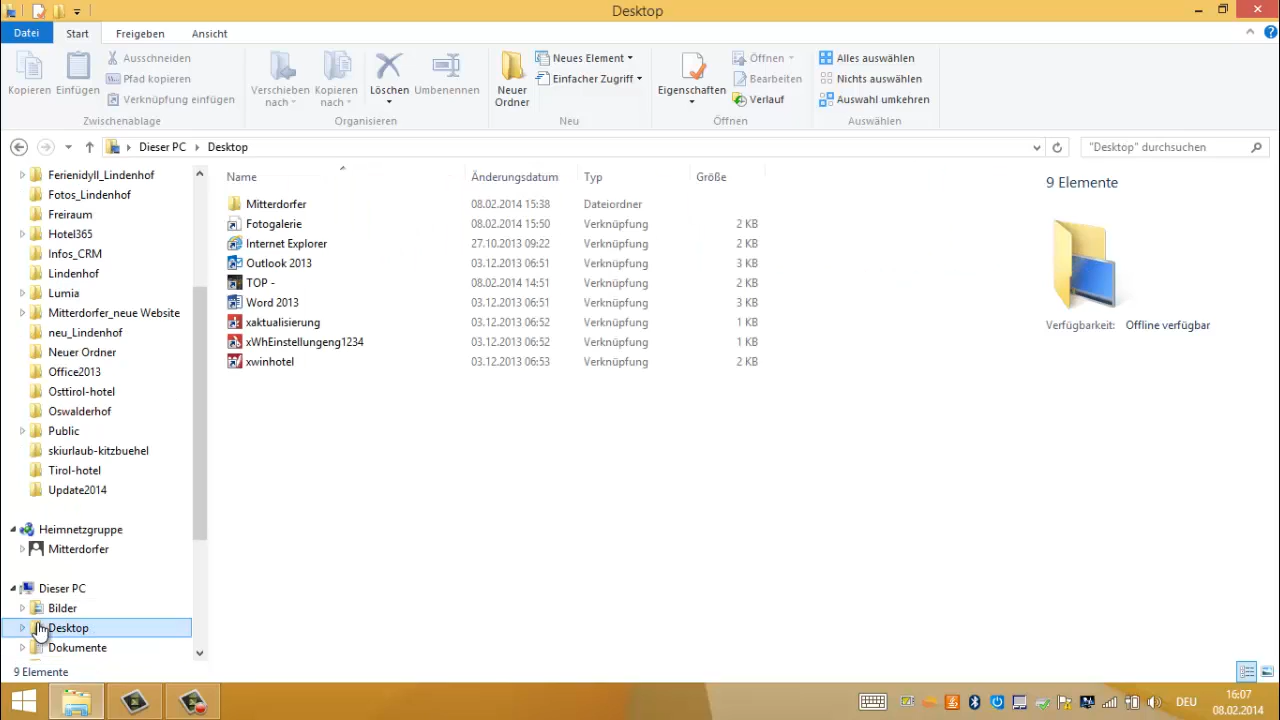 Desktop
Datei Start Freigeben Ansicht
Kopieren
Einfügen
Ausschneiden
Pfad kopieren
Verknüpfung einfügen
Zwischenablage
Verschieben nach
Kopieren nach
Löschen
Umbenennen
Organisieren
Neuer Ordner
Neues Element
Einfacher Zugriff
Neu
Eigenschaften
Öffnen
Bearbeiten
Verlauf
Öffnen
Alles auswählen
Nichts auswählen
Auswahl umkehren
Auswählen
Dieser PC Desktop
"Desktop" durchsuchen
Ferienidyll_Lindenhof
Fotos_Lindenhof
Freiraum
Hotel365
Infos_CRM
Lindenhof
Lumia
Mitterdorfer_neue Website
neu_Lindenhof
Neuer Ordner
Office2013
Osttirol-hotel
Oswalderhof
Public
skiurlaub-kitzbuehel
Tirol-hotel
Update2014
Heimnetzgruppe
Mitterdorfer
Dieser PC
Bilder
Desktop
Dokumente
Name Änderungsdatum Typ Größe
Mitterdorfer 08.02.2014 15:38 Dateiordner
Fotogalerie 08.02.2014 15:50 Verknüpfung 2 KB
Internet Explorer 27.10.2013 09:22 Verknüpfung 2 KB
Outlook 2013 03.12.2013 06:51 Verknüpfung 3 KB
TOP - 08.02.2014 14:51 Verknüpfung 2 KB
Word 2013 03.12.2013 06:51 Verknüpfung 3 KB
xaktualisierung 03.12.2013 06:52 Verknüpfung 1 KB
xWhEinstellungeng1234 03.12.2013 06:52 Verknüpfung 1 KB
xwinhotel 03.12.2013 06:53 Verknüpfung 2 KB
9 Elemente
Verfügbarkeit: Offline verfügbar
9 Elemente
DEU
16:07
08.02.2014